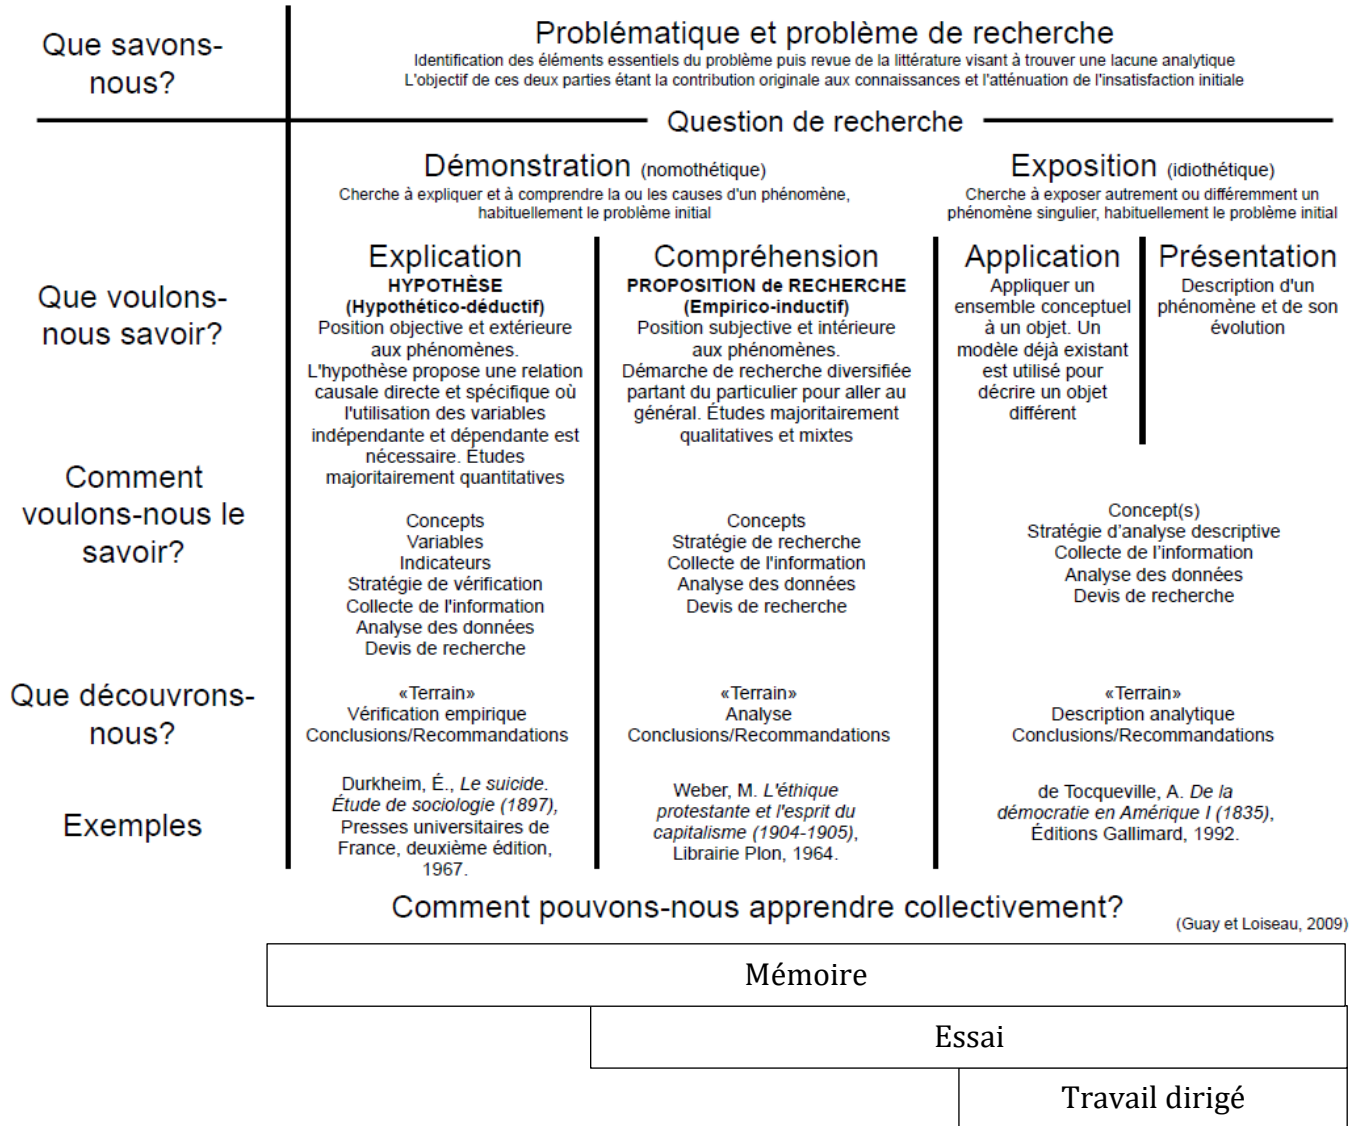 Que savons-
nous?
Problématique et problème de recherche
Identification des éléments essentiels du problème puis revue de la littérature visant à trouver une lacune analytique
L'objectif de ces deux parties étant la contribution originale aux connaissances et l'atténuation de l'insatisfaction initiale
Question de recherche
Démonstration (nomothétique)
Cherche à expliquer et à comprendre la ou les causes d'un phénomène,
habituellement le problème initial
Exposition (idiothétique)
Cherche à exposer autrement ou différemment un
phénomène singulier, habituellement le problème initial
Que voulons-
nous savoir?
Explication
HYPOTHÈSE
(Hypothético-déductif)
Position objective et extérieure
aux phénomènes.
L'hypothèse propose une relation
causale directe et spécifique où
l'utilisation des variables
indépendante et dépendante est
nécessaire. Études
majoritairement quantitatives
Compréhension
PROPOSITION de RECHERCHE
(Empirico-inductif)
Position subjective et intérieure
aux phénomènes.
Démarche de recherche diversifiée
partant du particulier pour aller au
général. Études majoritairement
qualitatives et mixtes
Application
Appliquer un
ensemble conceptuel
à un objet. Un
modèle déjà existant
est utilisé pour
décrire un objet
différent
Présentation
Description d'un
phénomène et de son
évolution
Comment
voulons-nous le
savoir?
Concepts
Variables
Indicateurs
Stratégie de vérification
Collecte de l'information
Analyse des données
Devis de recherche
Concepts
Stratégie de recherche
Collecte de l'information
Analyse des données
Devis de recherche
Concept(s)
Stratégie d'analyse descriptive
Collecte de l'information
Analyse des données
Devis de recherche
Que découvrons-
nous?
«Terrain»
Vérification empirique
Conclusions/Recommandations
«Terrain»
Analyse
Conclusions/Recommandations
«Terrain»
Description analytique
Conclusions/Recommandations
Exemples
Durkheim, É., Le suicide.
Étude de sociologie (1897),
Presses universitaires de
France, deuxième édition,
1967.
Weber, M. L'éthique
protestante et l'esprit du
capitalisme (1904-1905),
Librairie Plon, 1964.
de Tocqueville, A. De la
démocratie en Amérique I (1835),
Éditions Gallimard, 1992.
Comment pouvons-nous apprendre collectivement?
(Guay et Loiseau, 2009)
Mémoire
Essai
Travail dirigé